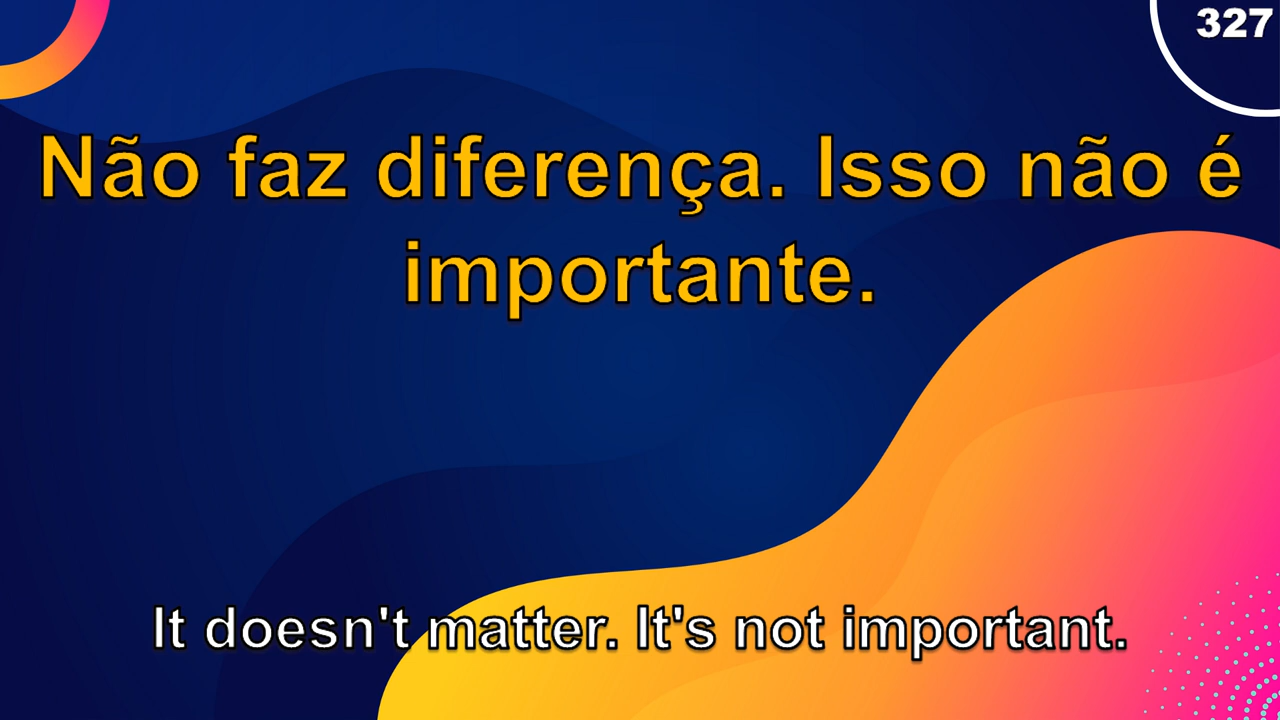 327
Não faz diferença. Isso não é
importante.
It doesn't matter. It's not important.